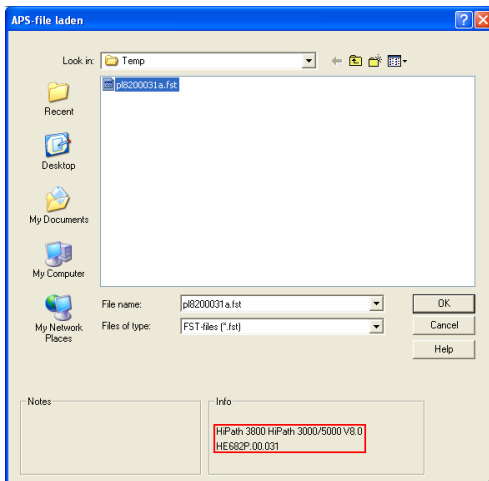 APS-file laden
Look in:
Temp
pl8200031a.fst
Recent
Desktop
My Documents
My Computer
My Network
Places
File name:
pl8200031a.fst
OK
Files of type:
FST-files (*.fst)
Cancel
Help
Notes
Info
HiPath 3800 HiPath 3000/5000 V8.0
HE682P.00.031